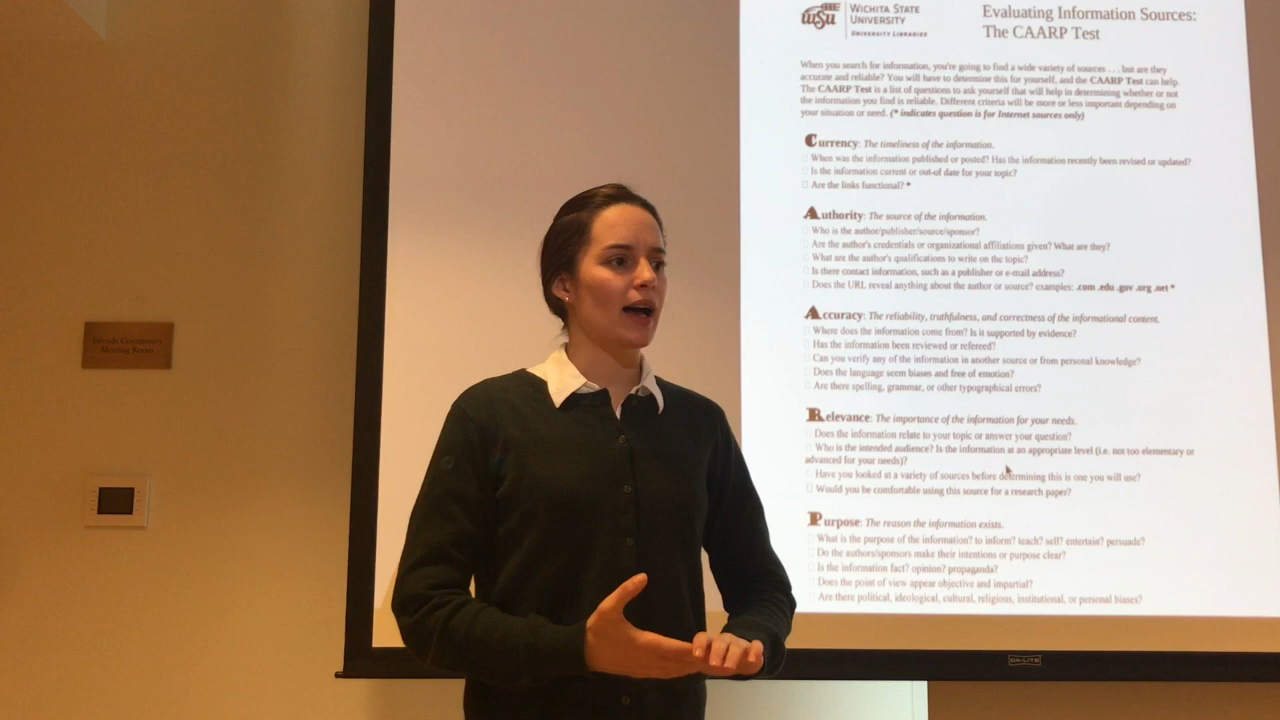 WSU
WICHITA STATE
UNIVERSITY
UNIVERSITY LIBRARIES
Evaluating Information Sources:
The CAARP Test
When you search for information, you're going to find a wide variety of sources . . . but are they
accurate and reliable? You will have to determine this for yourself, and the CAARP Test can help.
The CAARP Test is a list of questions to ask yourself that will help in determining whether or not
the information you find is reliable. Different criteria will be more or less important depending on
your situation or need. (* indicates question is for Internet sources only)
Currency: The timeliness of the information.
When was the information published or posted? Has the information recently been revised or updated?
Is the information current or out-of date for your topic?
Are the links functional? *
Authority: The source of the information.
Who is the author/publisher/source/sponsor?
Are the author's credentials or organizational affiliations given? What are they?
What are the author's qualifications to write on the topic?
Is there contact information, such as a publisher or e-mail address?
Does the URL reveal anything about the author or source? examples: .com .edu .gov .org .net *
Accuracy: The reliability, truthfulness, and correctness of the informational content.
Where does the information come from? Is it supported by evidence?
Has the information been reviewed or refereed?
Can you verify any of the information in another source or from personal knowledge?
Does the language seem biases and free of emotion?
Are there spelling, grammar, or other typographical errors?
Relevance: The importance of the information for your needs.
Does the information relate to your topic or answer your question?
Who is the intended audience? Is the information at an appropriate level (i.e. not too elementary or
advanced for your needs)?
Have you looked at a variety of sources before determining this is one you will use?
Would you be comfortable using this source for a research paper?
Purpose: The reason the information exists.
What is the purpose of the information? to inform? teach? sell? entertain? persuade?
Do the authors/sponsors make their intentions or purpose clear?
Is the information fact? opinion? propaganda?
Does the point of view appear objective and impartial?
Are there political, ideological, cultural, religious, institutional, or personal biases?
Friends Community
Meeting Room
DA-LITE